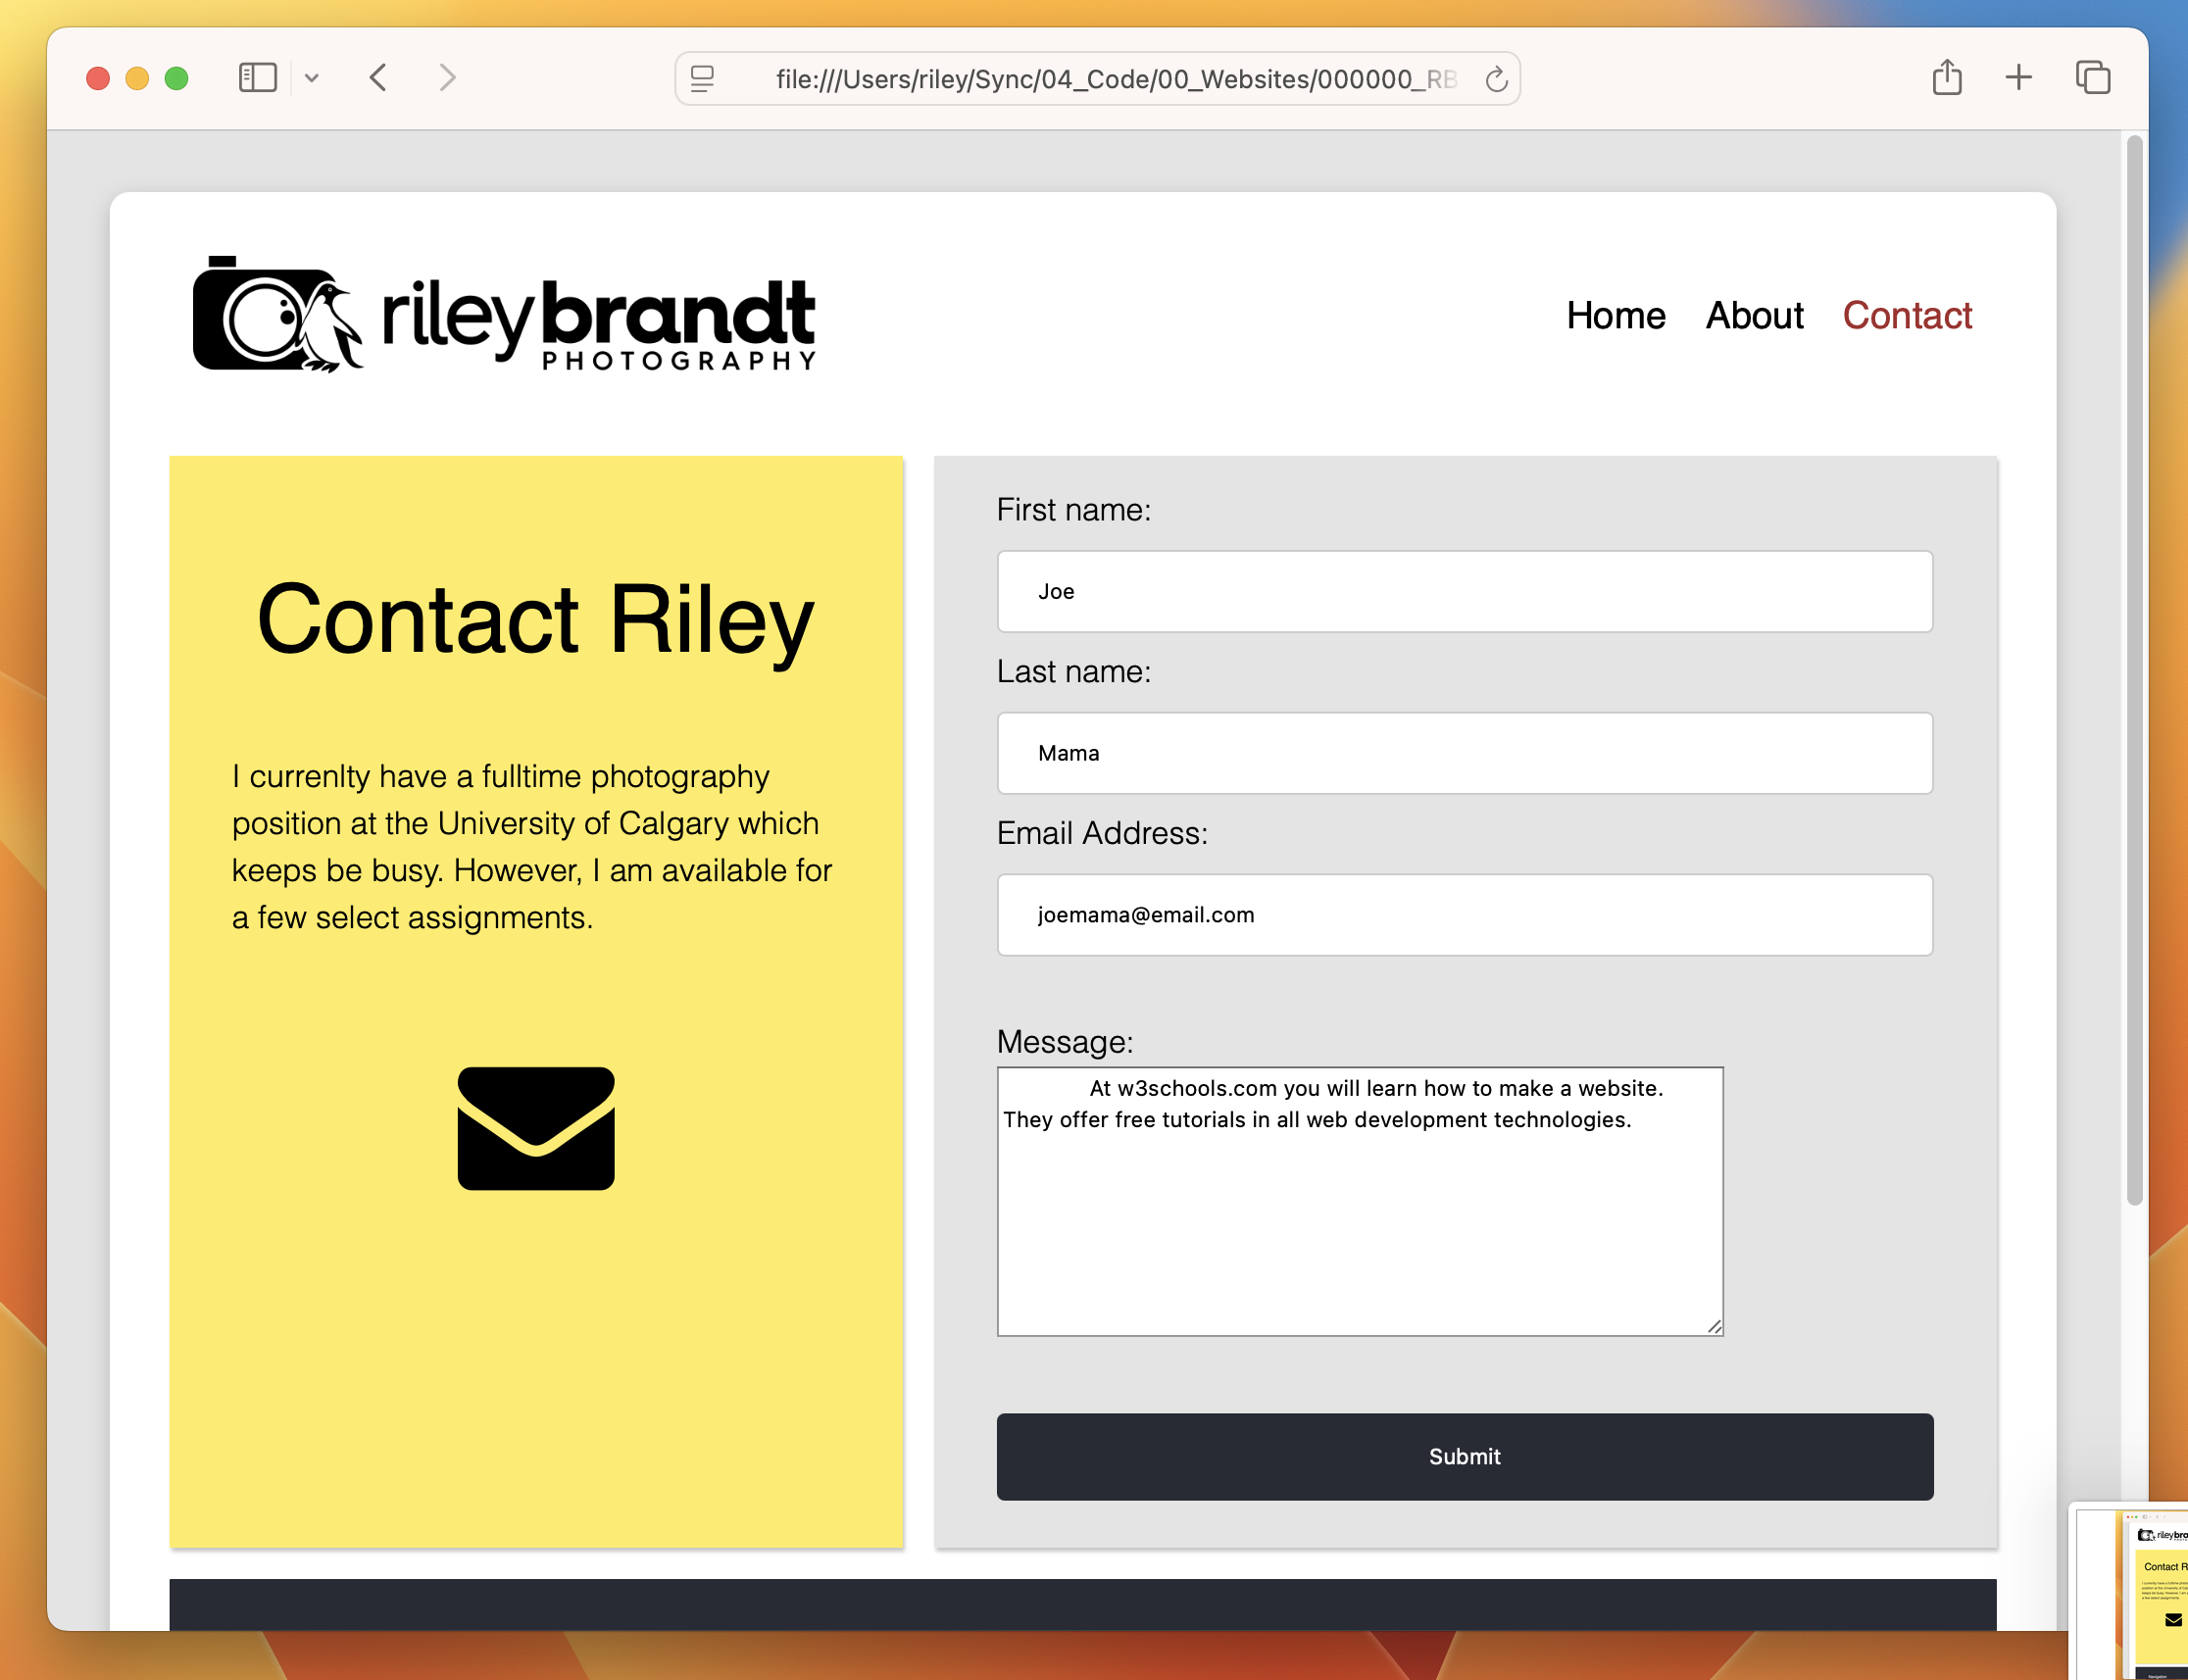 file:///Users/riley/Sync/04_Code/00_Websites/000000_RB
rileybrandt
PHOTOGRAPHY
Home About Contact
Contact Riley
I currenlty have a fulltime photography
position at the University of Calgary which
keeps be busy. However, I am available for
a few select assignments.
First name:
Joe
Last name:
Mama
Email Address:
joemama@email.com
Message:
At w3schools.com you will learn how to make a website.
They offer free tutorials in all web development technologies.
Submit
Contact R